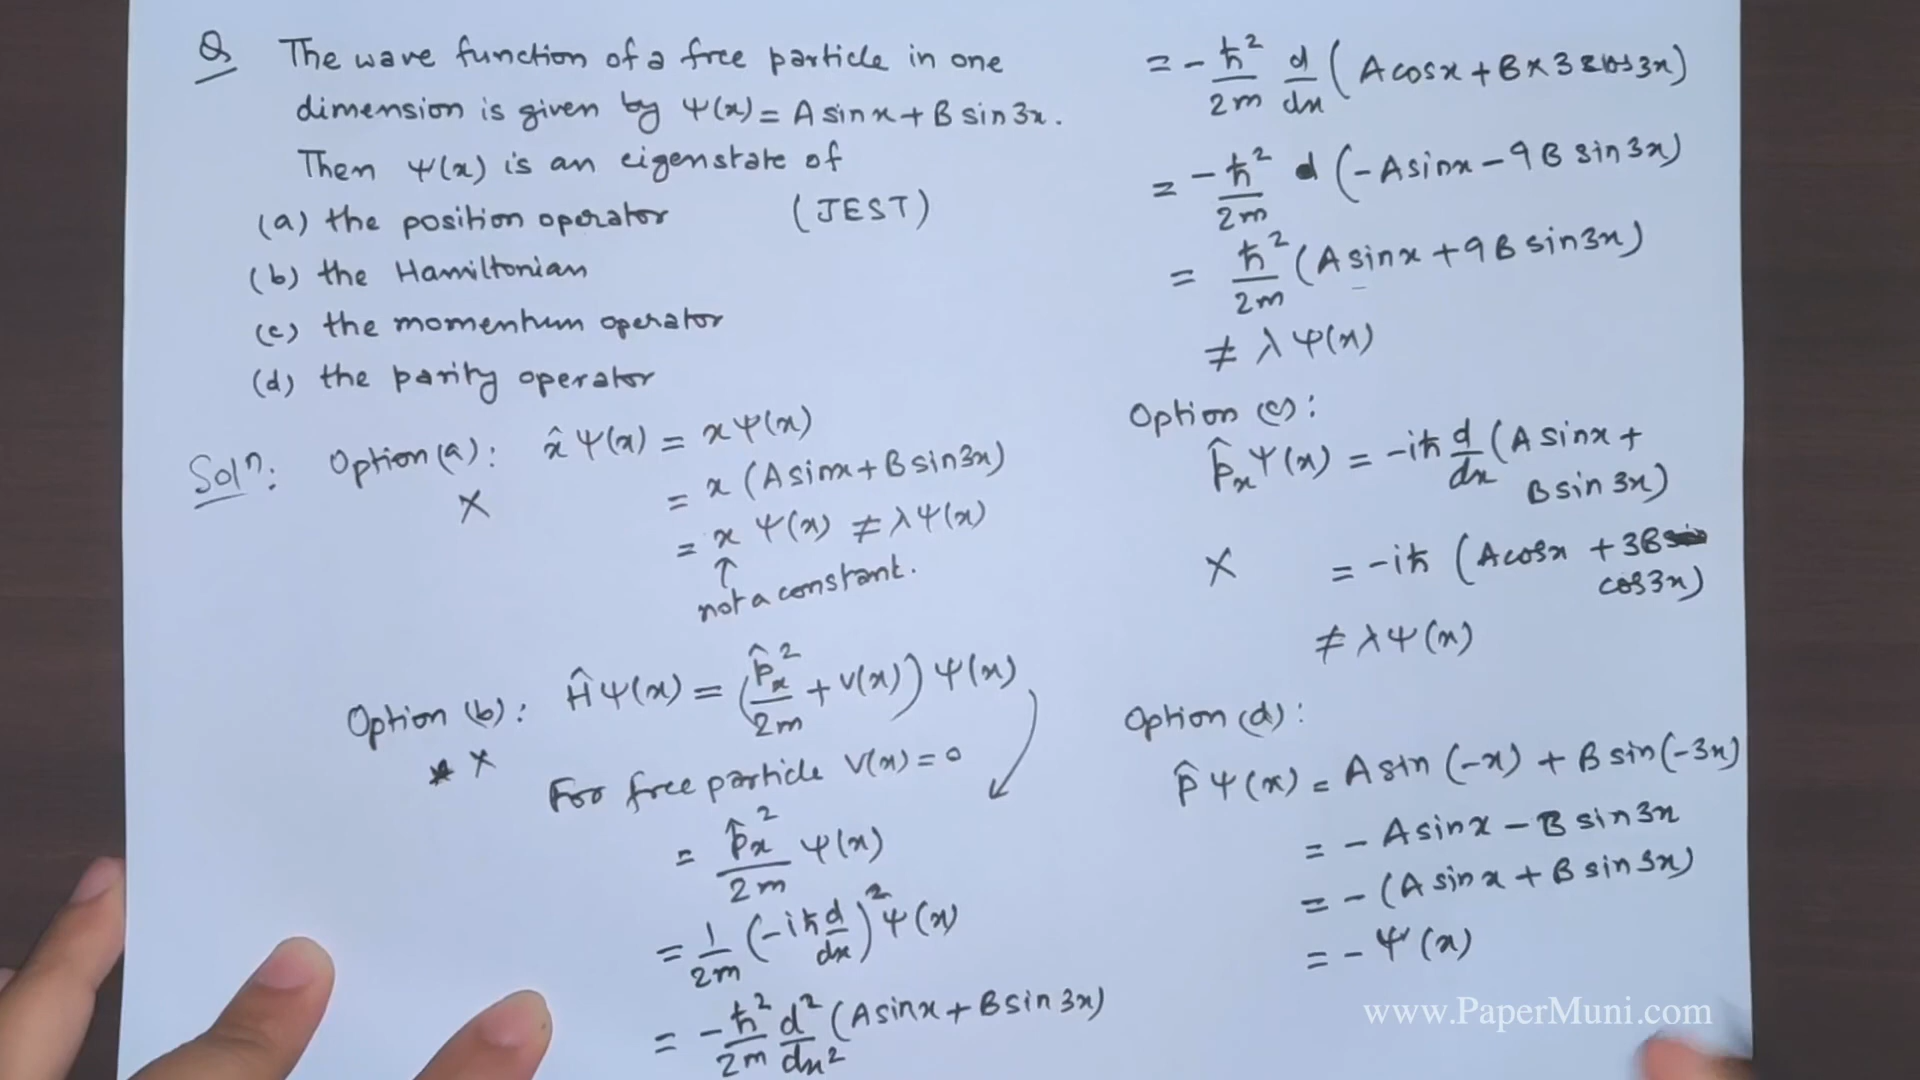 Q The wave function of a free particle in one
dimension is given by Ψ(x) = A sin x + B sin 3x.
Then Ψ(x) is an eigenstate of
(a) the position operator (JEST)
(b) the Hamiltonian
(c) the momentum operator
(d) the parity operator
Solⁿ: Option (a): x̂ Ψ(x) = x Ψ(x)
X = x (A sin x + B sin 3x)
= x Ψ(x) ≠ λ Ψ(x)
↑
not a constant.
Option (b): Ĥ Ψ(x) = (p̂ₓ²/2m + V(x)) Ψ(x)
X For free particle V(x) = 0
= p̂ₓ²/2m Ψ(x)
= 1/2m (-iħ d/dx)² Ψ(x)
= -ħ²/2m d²/dx² (A sin x + B sin 3x)
= -ħ²/2m d/dx (A cos x + B × 3 cos 3x)
= -ħ²/2m d (-A sin x - 9 B sin 3x)
= ħ²/2m (A sin x + 9 B sin 3x)
≠ λ Ψ(x)
Option (c):
p̂ₓ Ψ(x) = -iħ d/dx (A sin x +
B sin 3x)
X = -iħ (A cos x + 3B
cos 3x)
≠ λ Ψ(x)
Option (d):
p̂ Ψ(x) = A sin (-x) + B sin (-3x)
= - A sin x - B sin 3x
= - (A sin x + B sin 3x)
= - Ψ(x)
www.PaperMuni.com